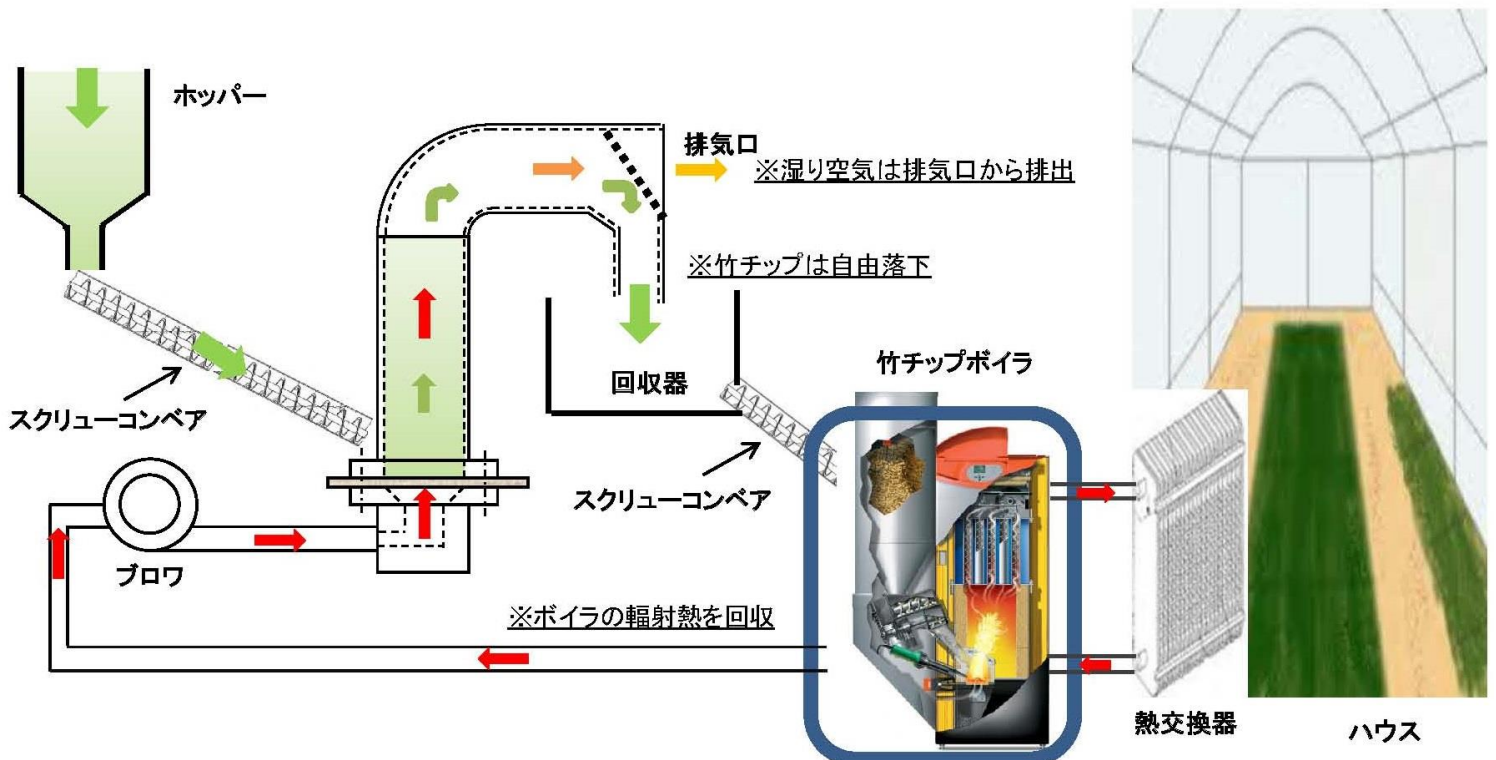 ホッパー
排気口
※湿り空気は排気口から排出
※竹チップは自由落下
竹チップボイラ
回収器
スクリューコンベア
スクリューコンベア
ブロワ
※ボイラの輻射熱を回収
熱交換器
ハウス